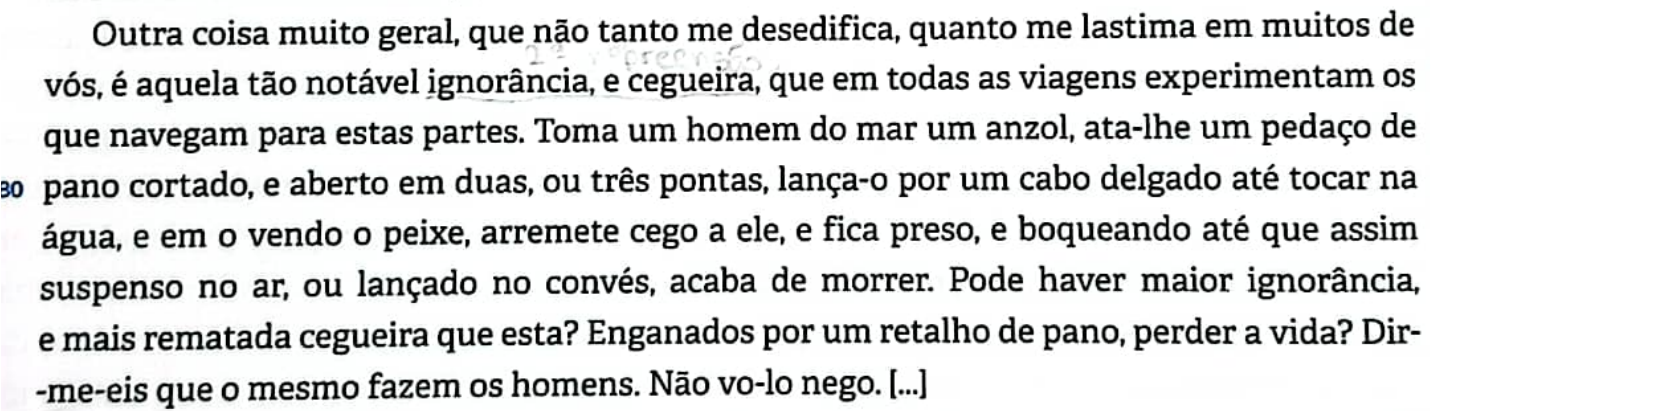 Outra coisa muito geral, que não tanto me desedifica, quanto me lastima em muitos de
vós, é aquela tão notável ignorância, e cegueira, que em todas as viagens experimentam os
que navegam para estas partes. Toma um homem do mar um anzol, ata-lhe um pedaço de
30 pano cortado, e aberto em duas, ou três pontas, lança-o por um cabo delgado até tocar na
água, e em o vendo o peixe, arremete cego a ele, e fica preso, e boqueando até que assim
suspenso no ar, ou lançado no convés, acaba de morrer. Pode haver maior ignorância,
e mais rematada cegueira que esta? Enganados por um retalho de pano, perder a vida? Dir-
-me-eis que o mesmo fazem os homens. Não vo-lo nego. [...]